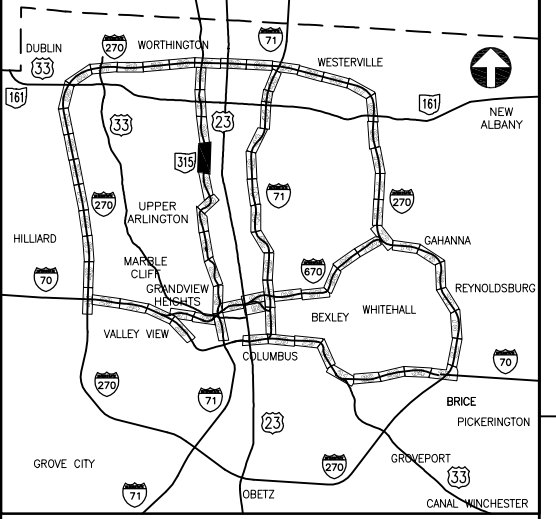 DUBLIN
33
270
WORTHINGTON
71
WESTERVILLE
161
161
NEW
ALBANY
33
23
315
270
UPPER
ARLINGTON
71
270
HILLIARD
70
MARBLE
CLIFF
GRANDVIEW
HEIGHTS
670
GAHANNA
REYNOLDSBURG
BEXLEY
WHITEHALL
VALLEY VIEW
COLUMBUS
70
270
71
23
BRICE
PICKERINGTON
GROVE CITY
270
GROVEPORT
33
71
OBETZ
CANAL WINCHESTER